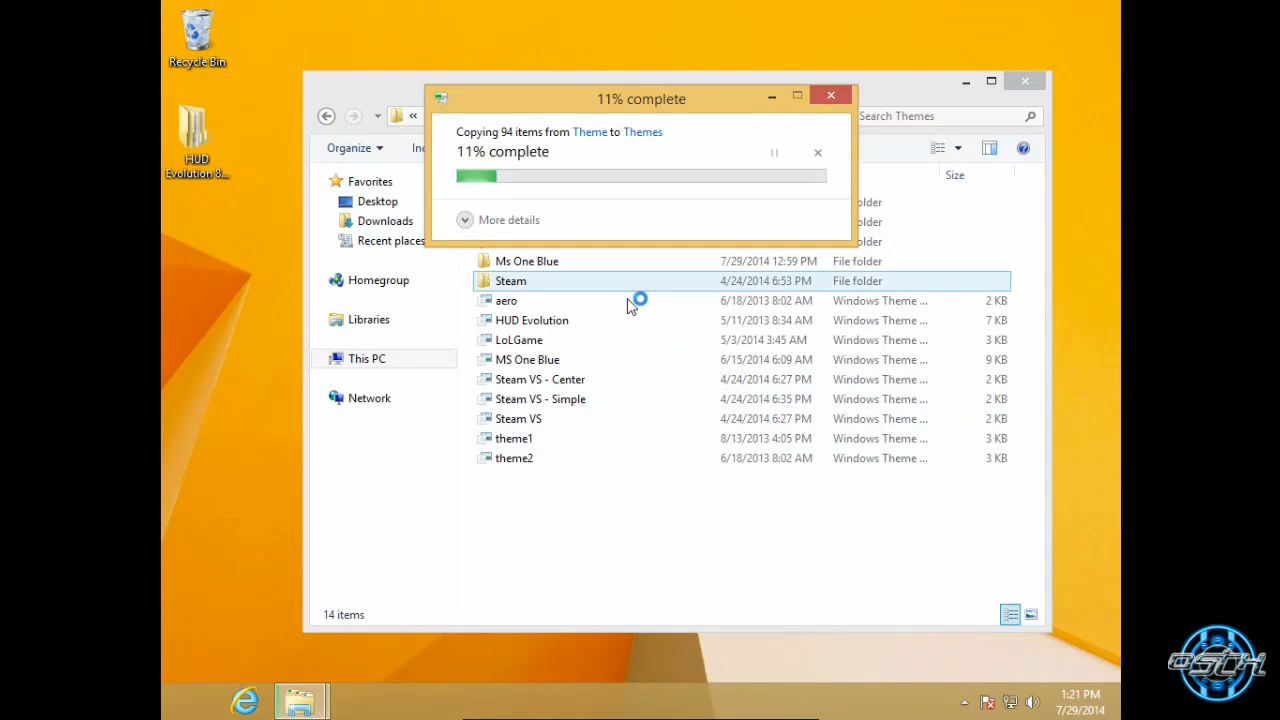 Recycle Bin
HUD
Evolution 8...
11% complete
Copying 94 items from Theme to Themes
11% complete
More details
«
Search Themes
Organize
Size
Favorites
Desktop
Downloads
Recent places
Homegroup
Libraries
This PC
Network
older
older
older
Ms One Blue 7/29/2014 12:59 PM File folder
Steam 4/24/2014 6:53 PM File folder
aero 6/18/2013 8:02 AM Windows Theme ... 2 KB
HUD Evolution 5/11/2013 8:34 AM Windows Theme ... 7 KB
LoLGame 5/3/2014 3:45 AM Windows Theme ... 3 KB
MS One Blue 6/15/2014 6:09 AM Windows Theme ... 9 KB
Steam VS - Center 4/24/2014 6:27 PM Windows Theme ... 2 KB
Steam VS - Simple 4/24/2014 6:35 PM Windows Theme ... 2 KB
Steam VS 4/24/2014 6:27 PM Windows Theme ... 2 KB
theme1 8/13/2013 4:05 PM Windows Theme ... 3 KB
theme2 6/18/2013 8:02 AM Windows Theme ... 3 KB
14 items
1:21 PM
7/29/2014